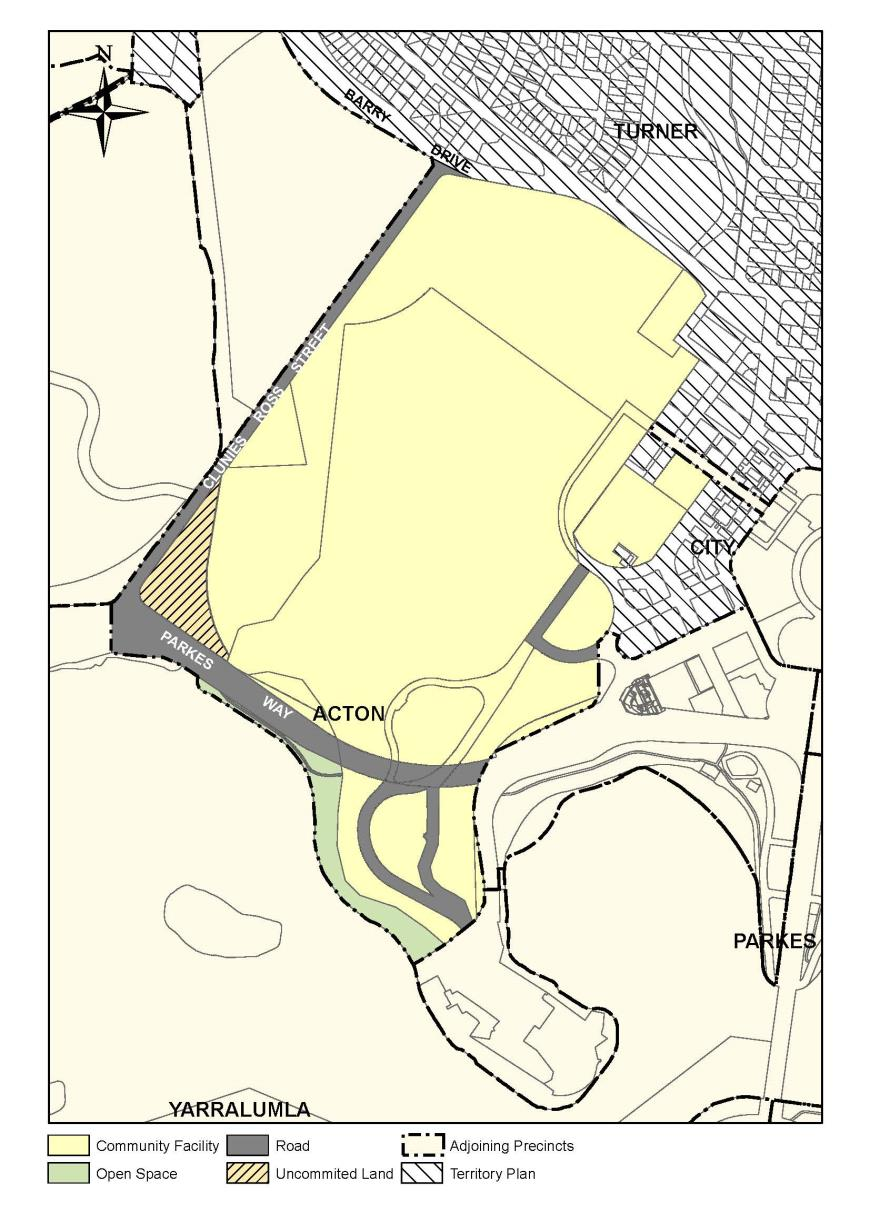 N
BARRY
DRIVE
TURNER
CLUNIES ROSS STREET
CITY
PARKES
WAY
ACTON
PARKES
YARRALUMLA
Community Facility
Road
Adjoining Precincts
Open Space
Uncommited Land
Territory Plan